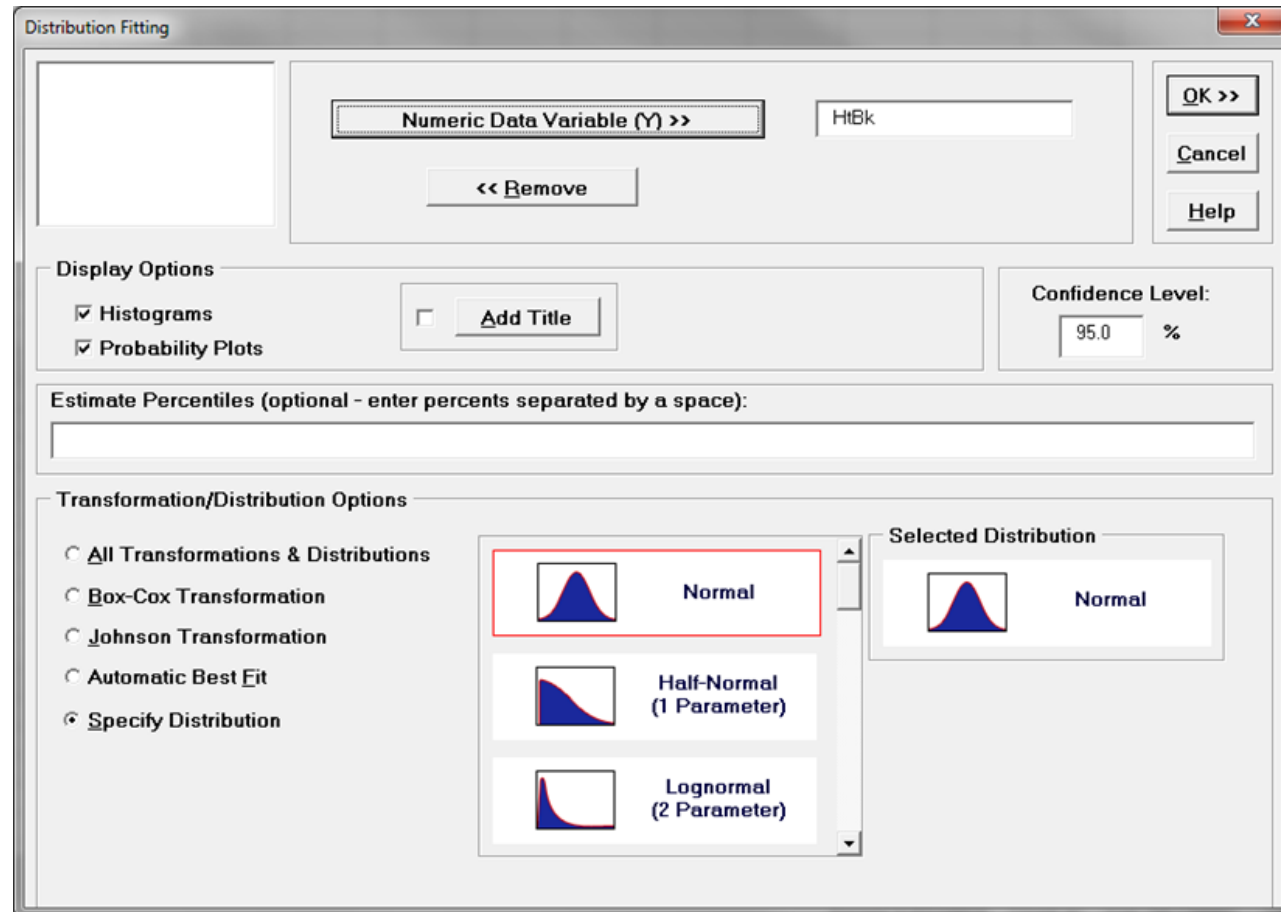 Distribution Fitting
x
Numeric Data Variable (Y) >>
HtBk
OK >>
<< Remove
Cancel
Help
Display Options
Histograms
Add Title
Probability Plots
Confidence Level:
95.0 %
Estimate Percentiles (optional - enter percents separated by a space):
Transformation/Distribution Options
All Transformations & Distributions
Box-Cox Transformation
Johnson Transformation
Automatic Best Fit
Specify Distribution
Normal
Half-Normal
(1 Parameter)
Lognormal
(2 Parameter)
Selected Distribution
Normal